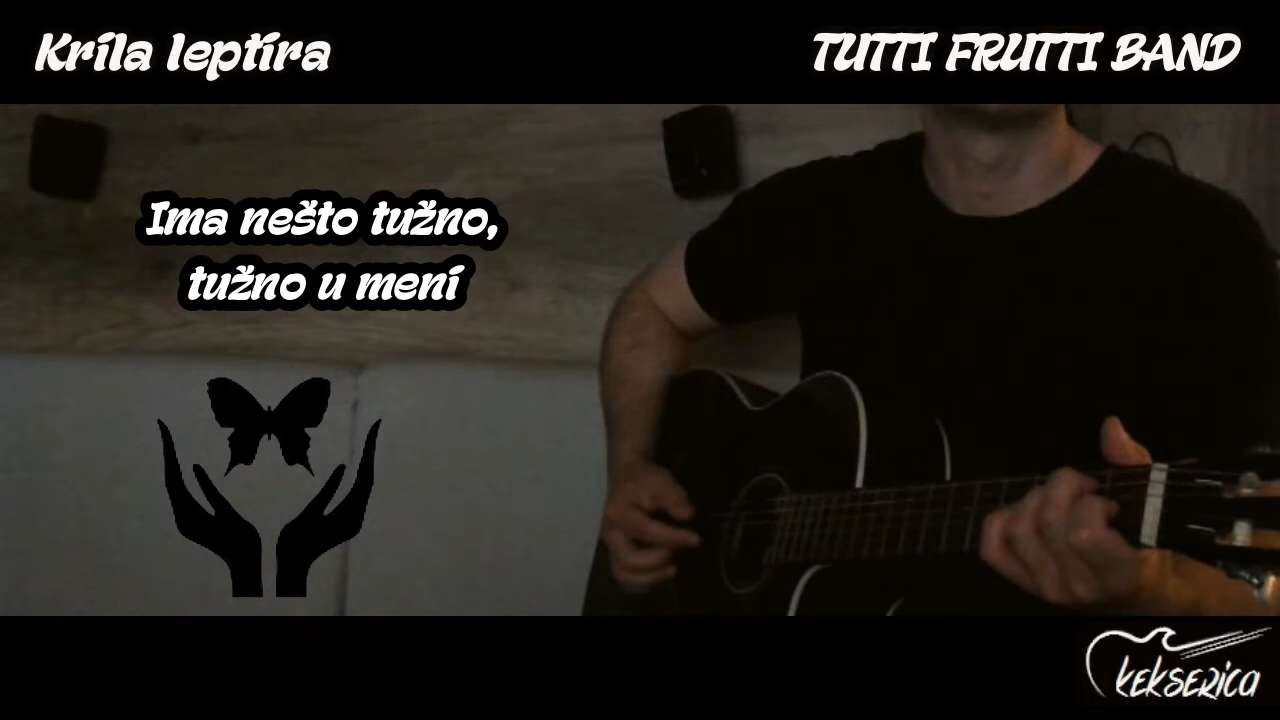 Krila leptira
TUTTI FRUTTI BAND
Ima nešto tužno,
tužno u meni
KEKSERICA